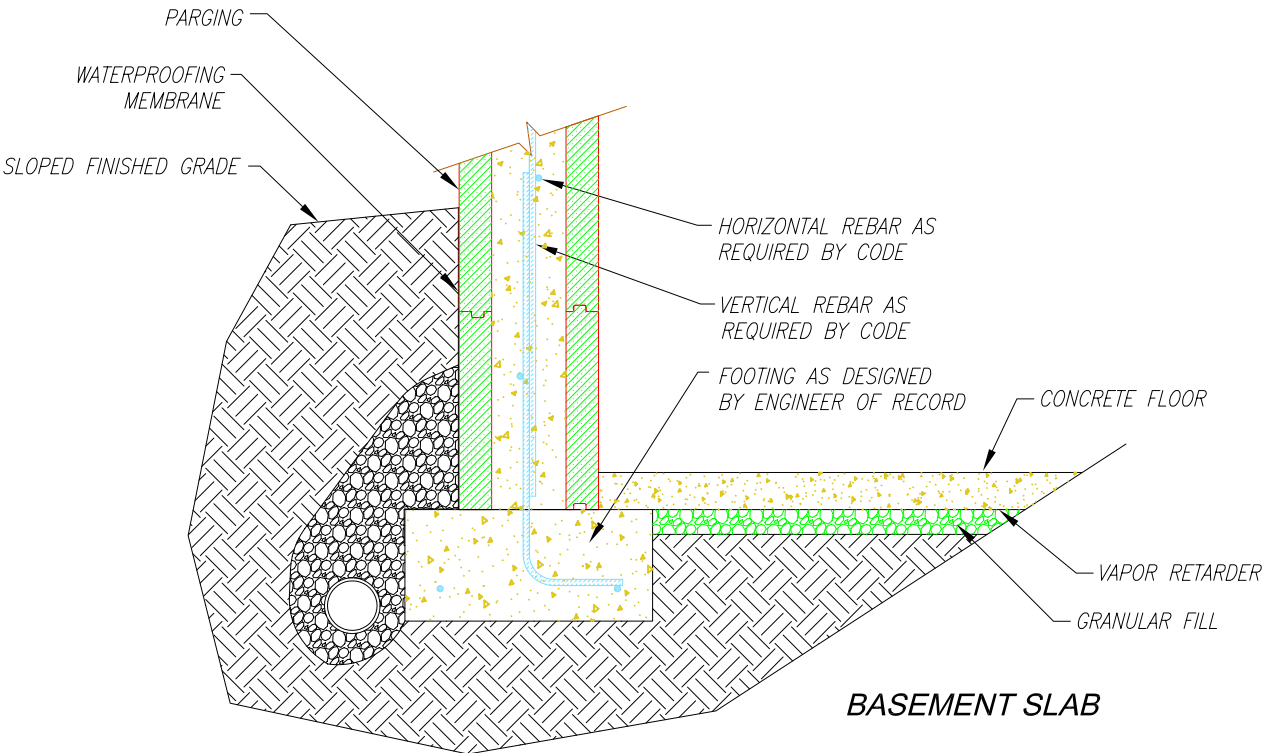 PARGING
WATERPROOFING
MEMBRANE
SLOPED FINISHED GRADE
HORIZONTAL REBAR AS
REQUIRED BY CODE
VERTICAL REBAR AS
REQUIRED BY CODE
FOOTING AS DESIGNED
BY ENGINEER OF RECORD
CONCRETE FLOOR
VAPOR RETARDER
GRANULAR FILL
BASEMENT SLAB